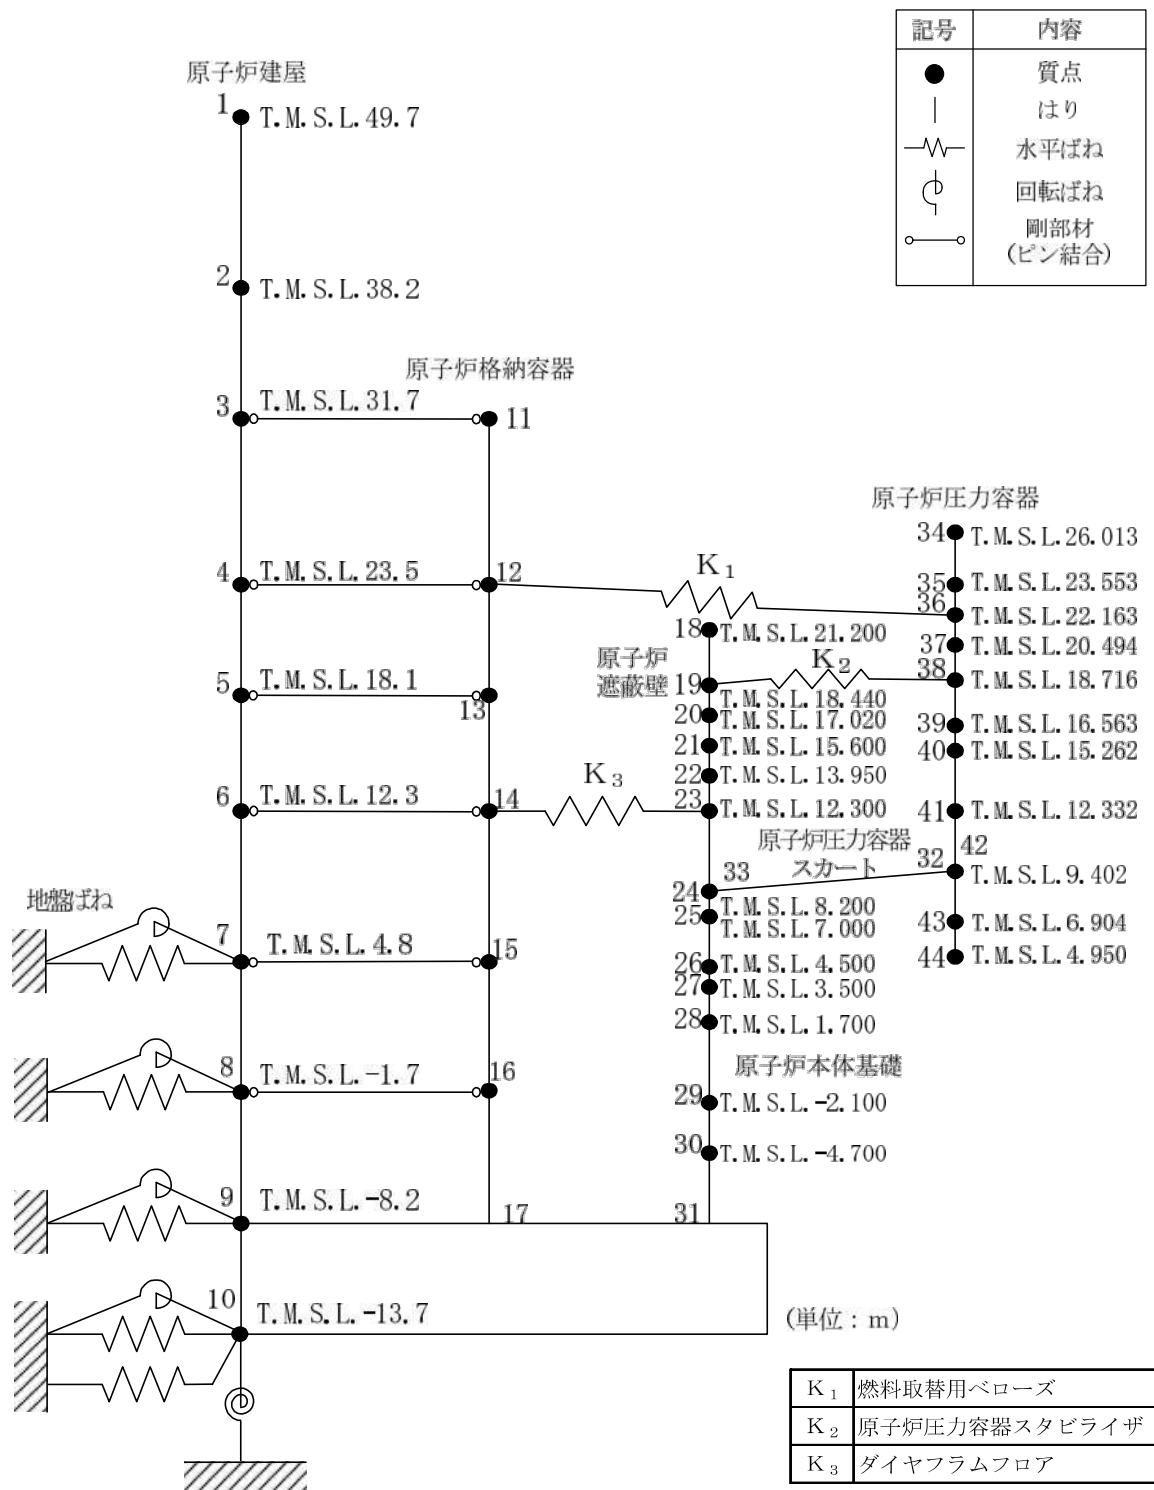 記号 内容
質点
はり
水平ばね
回転ばね
剛部材
(ピン結合)
原子炉建屋
1 T.M.S.L.49.7
2 T.M.S.L.38.2
原子炉格納容器
3 T.M.S.L.31.7 11
原子炉圧力容器
34 T.M.S.L.26.013
4 T.M.S.L.23.5 12 K1 35 T.M.S.L.23.553
36 T.M.S.L.22.163
18 T.M.S.L.21.200 37 T.M.S.L.20.494
原子炉
遮蔽壁
5 T.M.S.L.18.1 13 19 K2 38 T.M.S.L.18.716
T.M.S.L.18.440
20 T.M.S.L.17.020 39 T.M.S.L.16.563
21 T.M.S.L.15.600 40 T.M.S.L.15.262
22 T.M.S.L.13.950
6 T.M.S.L.12.3 14 K3 23 T.M.S.L.12.300 41 T.M.S.L.12.332
原子炉圧力容器
スカート
33 32 42 T.M.S.L.9.402
24 T.M.S.L.8.200
25 T.M.S.L.7.000 43 T.M.S.L.6.904
地盤ばね
7 T.M.S.L.4.8 15 26 T.M.S.L.4.500 44 T.M.S.L.4.950
27 T.M.S.L.3.500
28 T.M.S.L.1.700
原子炉本体基礎
8 T.M.S.L.-1.7 16 29 T.M.S.L.-2.100
30 T.M.S.L.-4.700
9 T.M.S.L.-8.2 17 31
10 T.M.S.L.-13.7
(単位：m)
K1 燃料取替用ベローズ
K2 原子炉圧力容器スタビライザ
K3 ダイヤフラムフロア